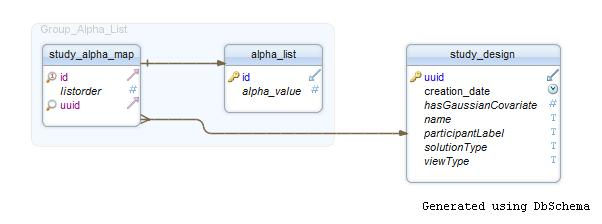 Group_Alpha_List
study_alpha_map
id
listorder #
uuid
alpha_list
id
alpha_value #
study_design
uuid
creation_date
hasGaussianCovariate #
name T
participantLabel T
solutionType T
viewType T
Generated using DbSchema